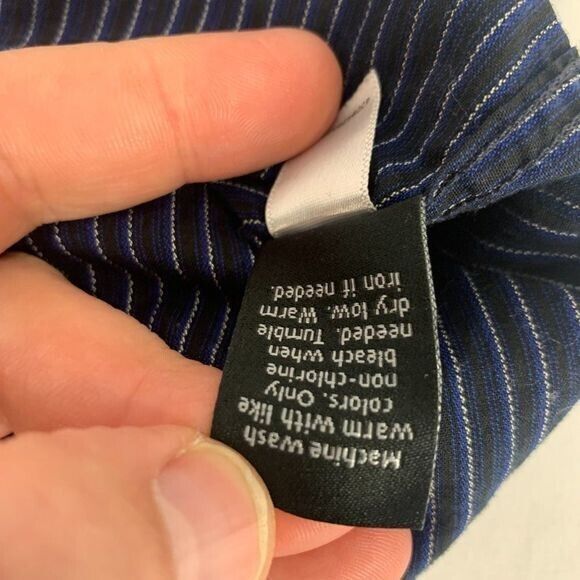 Machine wash
warm with like
colors. Only
non-chlorine
bleach when
needed. Tumble
dry low. Warm
iron if needed.